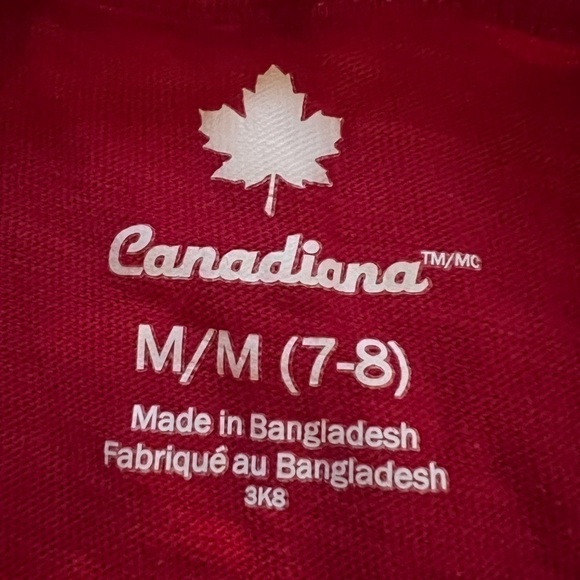 Canadiana™/MC
M/M (7-8)
Made in Bangladesh
Fabriqué au Bangladesh
3K8